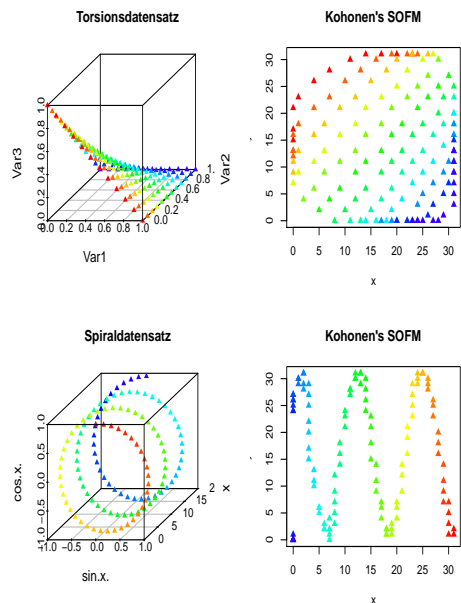 Torsionsdatensatz
Kohonen's SOFM
Var3
0.0 0.2 0.4 0.6 0.8 1.0
0.0 0.2 0.4 0.6 0.8 1.0
0.0 0.2 0.4 0.6 0.8 1.
Var2
Var1
0 5 10 15 20 25 30
0 5 10 15 20 25 30
x
Spiraldatensatz
Kohonen's SOFM
cos.x.
−1.0 −0.5 0.0 0.5 1.0
−1.0 −0.5 0.0 0.5 1.0
0 5 10 15 2
x
sin.x.
0 5 10 15 20 25 30
0 5 10 15 20 25 30
x